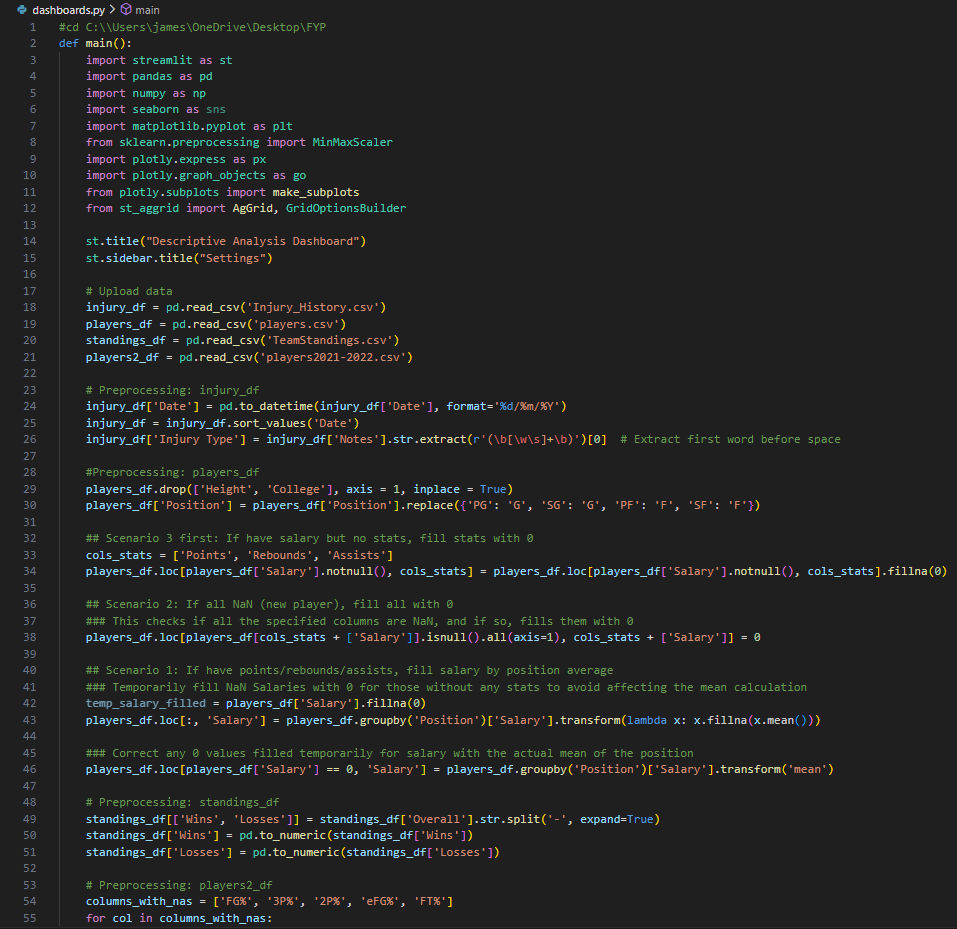 dashboards.py > main
1 #cd C:\\Users\james\OneDrive\Desktop\FYP
2 def main():
3     import streamlit as st
4     import pandas as pd
5     import numpy as np
6     import seaborn as sns
7     import matplotlib.pyplot as plt
8     from sklearn.preprocessing import MinMaxScaler
9     import plotly.express as px
10     import plotly.graph_objects as go
11     from plotly.subplots import make_subplots
12     from st_aggrid import AgGrid, GridOptionsBuilder
13
14     st.title("Descriptive Analysis Dashboard")
15     st.sidebar.title("Settings")
16
17     # Upload data
18     injury_df = pd.read_csv('Injury_History.csv')
19     players_df = pd.read_csv('players.csv')
20     standings_df = pd.read_csv('TeamStandings.csv')
21     players2_df = pd.read_csv('players2021-2022.csv')
22
23     # Preprocessing: injury_df
24     injury_df['Date'] = pd.to_datetime(injury_df['Date'], format='%d/%m/%Y')
25     injury_df = injury_df.sort_values('Date')
26     injury_df['Injury Type'] = injury_df['Notes'].str.extract(r'(\b[\w\s]+\b)')[0]  # Extract first word before space
27
28     #Preprocessing: players_df
29     players_df.drop(['Height', 'College'], axis = 1, inplace = True)
30     players_df['Position'] = players_df['Position'].replace({'PG': 'G', 'SG': 'G', 'PF': 'F', 'SF': 'F'})
31
32     ## Scenario 3 first: If have salary but no stats, fill stats with 0
33     cols_stats = ['Points', 'Rebounds', 'Assists']
34     players_df.loc[players_df['Salary'].notnull(), cols_stats] = players_df.loc[players_df['Salary'].notnull(), cols_stats].fillna(0)
35
36     ## Scenario 2: If all NaN (new player), fill all with 0
37     ### This checks if all the specified columns are NaN, and if so, fills them with 0
38     players_df.loc[players_df[cols_stats + ['Salary']].isnull().all(axis=1), cols_stats + ['Salary']] = 0
39
40     ## Scenario 1: If have points/rebounds/assists, fill salary by position average
41     ### Temporarily fill NaN Salaries with 0 for those without any stats to avoid affecting the mean calculation
42     temp_salary_filled = players_df['Salary'].fillna(0)
43     players_df.loc[:, 'Salary'] = players_df.groupby('Position')['Salary'].transform(lambda x: x.fillna(x.mean()))
44
45     ### Correct any 0 values filled temporarily for salary with the actual mean of the position
46     players_df.loc[players_df['Salary'] == 0, 'Salary'] = players_df.groupby('Position')['Salary'].transform('mean')
47
48     # Preprocessing: standings_df
49     standings_df[['Wins', 'Losses']] = standings_df['Overall'].str.split('-', expand=True)
50     standings_df['Wins'] = pd.to_numeric(standings_df['Wins'])
51     standings_df['Losses'] = pd.to_numeric(standings_df['Losses'])
52
53     # Preprocessing: players2_df
54     columns_with_nas = ['FG%', '3P%', '2P%', 'eFG%', 'FT%']
55     for col in columns_with_nas: